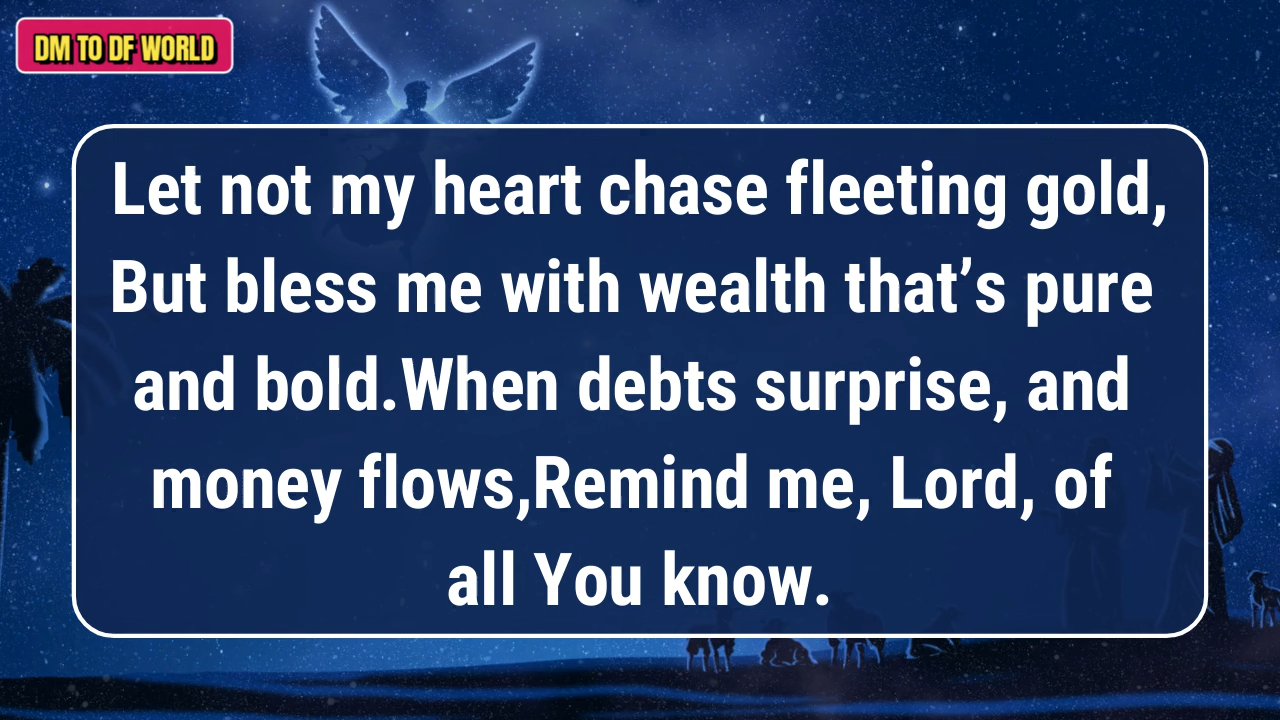 DM TO DF WORLD
Let not my heart chase fleeting gold,
But bless me with wealth that’s pure
and bold.When debts surprise, and
money flows,Remind me, Lord, of
all You know.